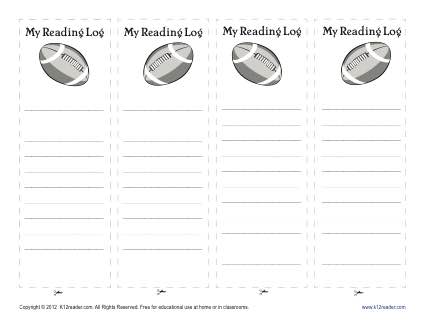 My Reading Log
My Reading Log
My Reading Log
My Reading Log
Copyright © 2012 K12reader.com. All Rights Reserved. Free for educational use at home or in classrooms.
www.k12reader.com